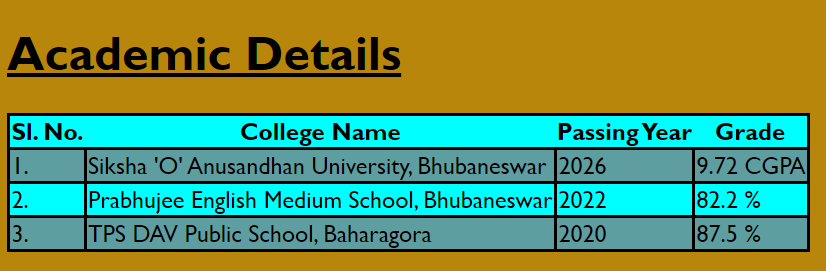 Academic Details
Sl. No. College Name Passing Year Grade
1. Siksha 'O' Anusandhan University, Bhubaneswar 2026 9.72 CGPA
2. Prabhujee English Medium School, Bhubaneswar 2022 82.2 %
3. TPS DAV Public School, Baharagora 2020 87.5 %